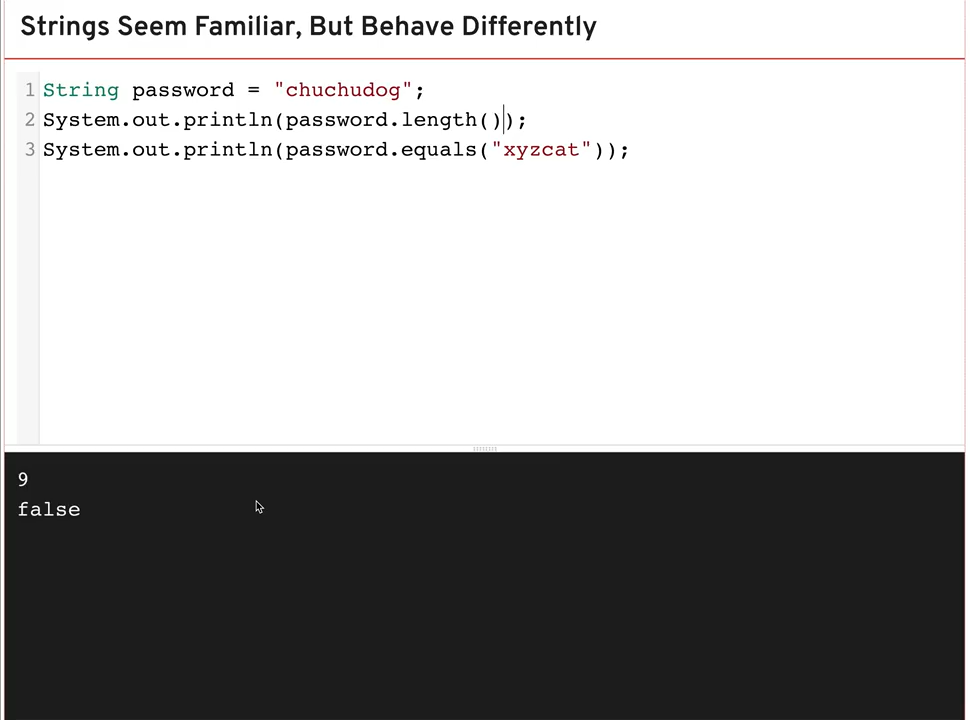 Strings Seem Familiar, But Behave Differently
1 String password = "chuchudog";
2 System.out.println(password.length());
3 System.out.println(password.equals("xyzcat"));
9
false